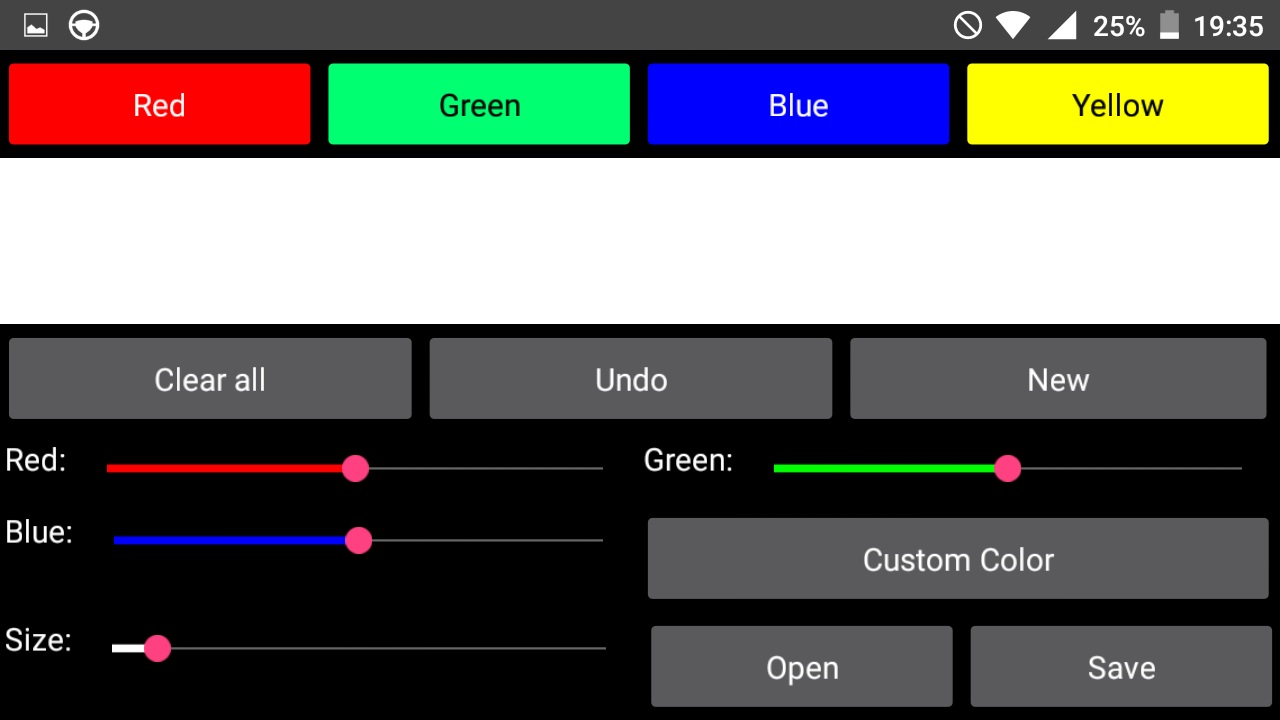 25% 19:35
Red Green Blue Yellow
Clear all Undo New
Red: Green:
Blue: Custom Color
Size: Open Save